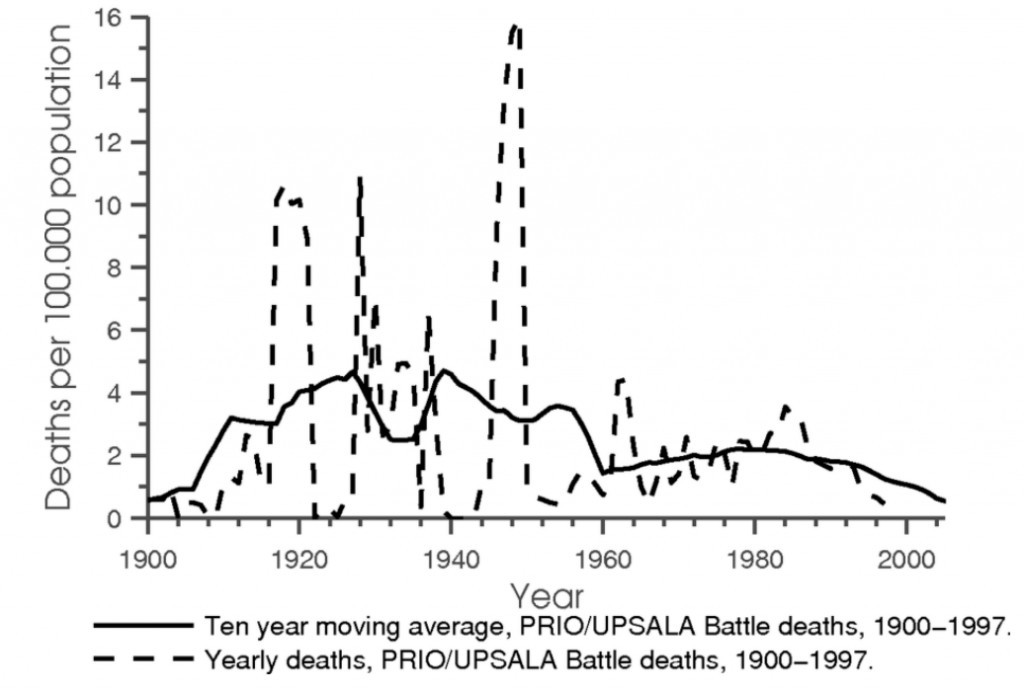 Deaths per 100.000 population
16
14
12
10
8
6
4
2
0
1900 1920 1940 1960 1980 2000
Year
Ten year moving average, PRIO/UPSALA Battle deaths, 1900–1997.
Yearly deaths, PRIO/UPSALA Battle deaths, 1900–1997.